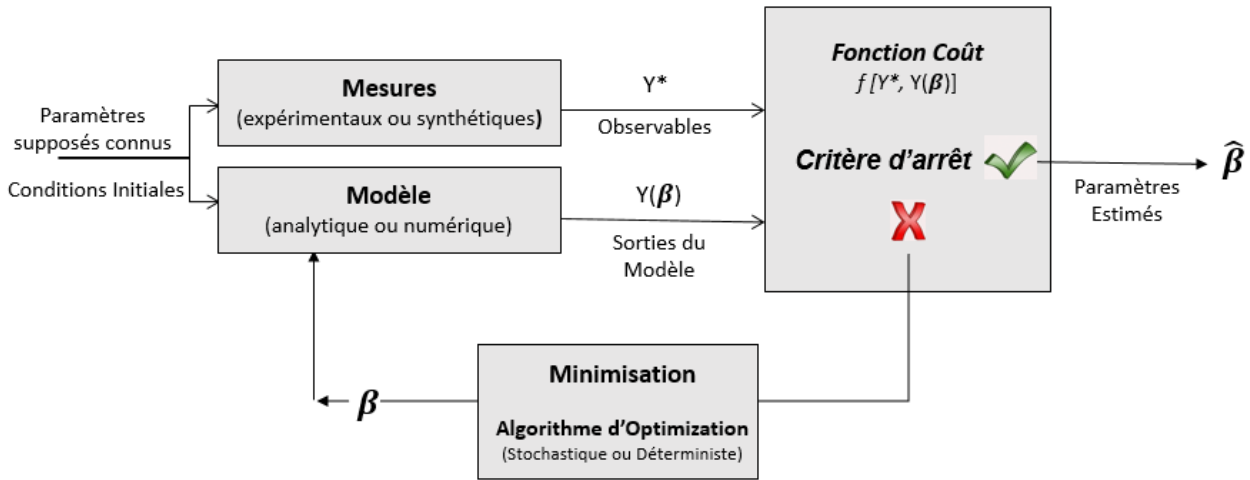 Paramètres
supposés connus
Conditions Initiales
Mesures
(expérimentaux ou synthétiques)
Modèle
(analytique ou numérique)
Y*
Observables
Y(β)
Sorties du
Modèle
Fonction Coût
f [Y*, Y(β)]
Critère d’arrêt
β̂
Paramètres
Estimés
Minimisation
Algorithme d’Optimization
(Stochastique ou Déterministe)
β